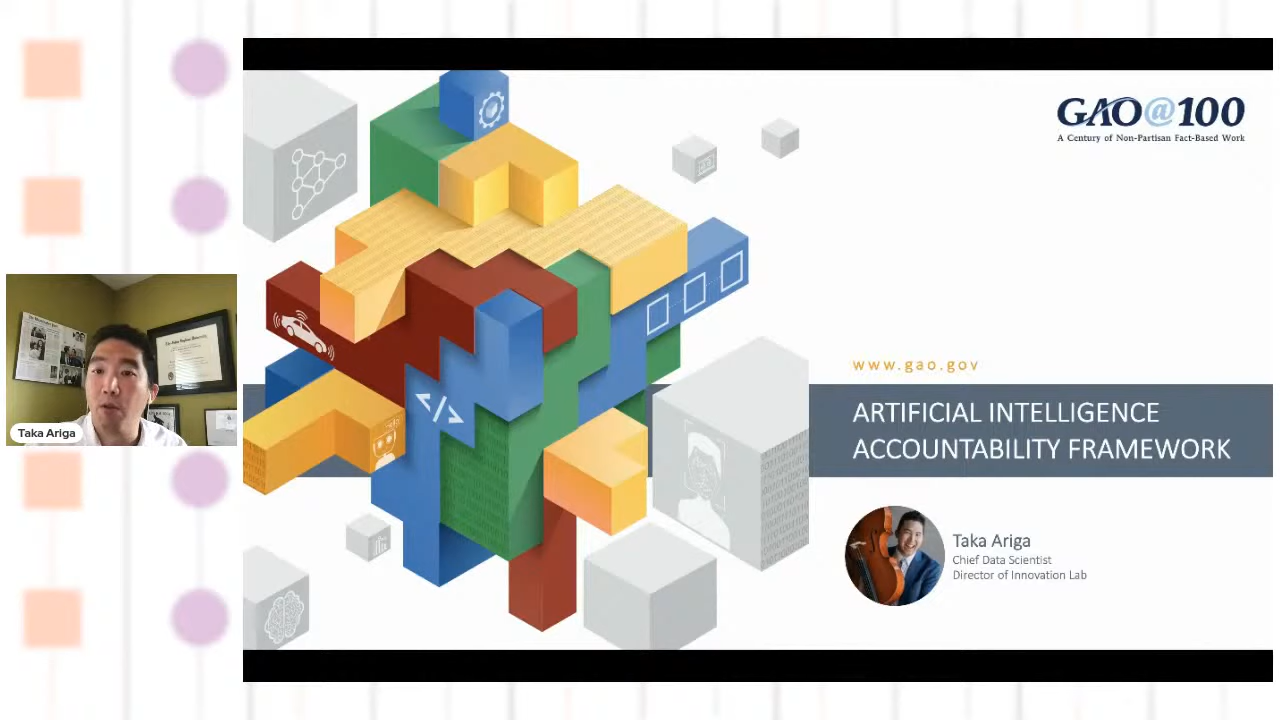 GAO@100
A Century of Non-Partisan Fact-Based Work
www.gao.gov
ARTIFICIAL INTELLIGENCE
ACCOUNTABILITY FRAMEWORK
Taka Ariga
Chief Data Scientist
Director of Innovation Lab
Taka Ariga